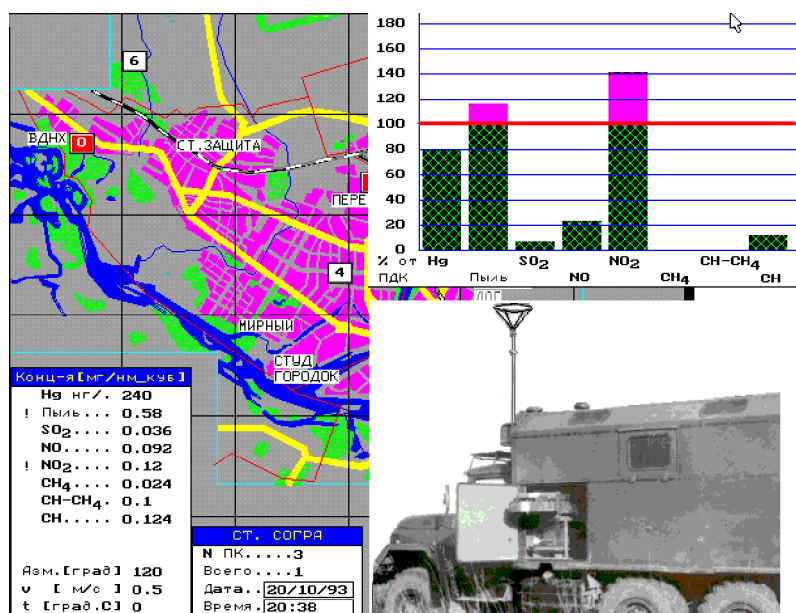 6
ВДНХ
0
СТ.ЗАЩИТА
ПЕРЕ
4
МИРНЫЙ
СТУД
ГОРОДОК
180
160
140
120
100
80
60
40
20
0
% от Hg SO₂ NO₂ CH-CH₄
ПДК Пыль NO CH₄ CH
Конц-я[мг/нм_куб]
Hg нг/. 240
! Пыль... 0.58
SO₂.... 0.036
NO..... 0.092
! NO₂.... 0.12
CH₄.... 0.024
CH-CH₄. 0.1
CH..... 0.124
Азм.[град] 120
v [ м/с ] 0.5
t [град.С] 0
СТ. СОГРА
N ПК.....3
Всего....1
Дата..20/10/93
Время.20:38